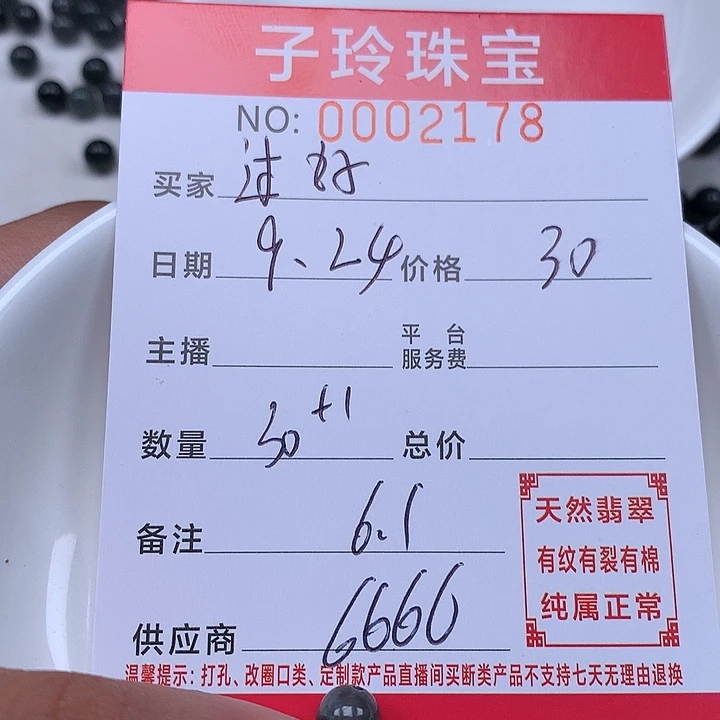 子玲珠宝
NO: 0002178
买家 过好
日期 9.24 价格 30
主播 平台服务费
数量 30+1 总价
备注 6.1
天然翡翠
有纹有裂有棉
纯属正常
供应商 6666
温馨提示：打孔、改圈口类、定制款产品直播间买断类产品不支持七天无理由退换